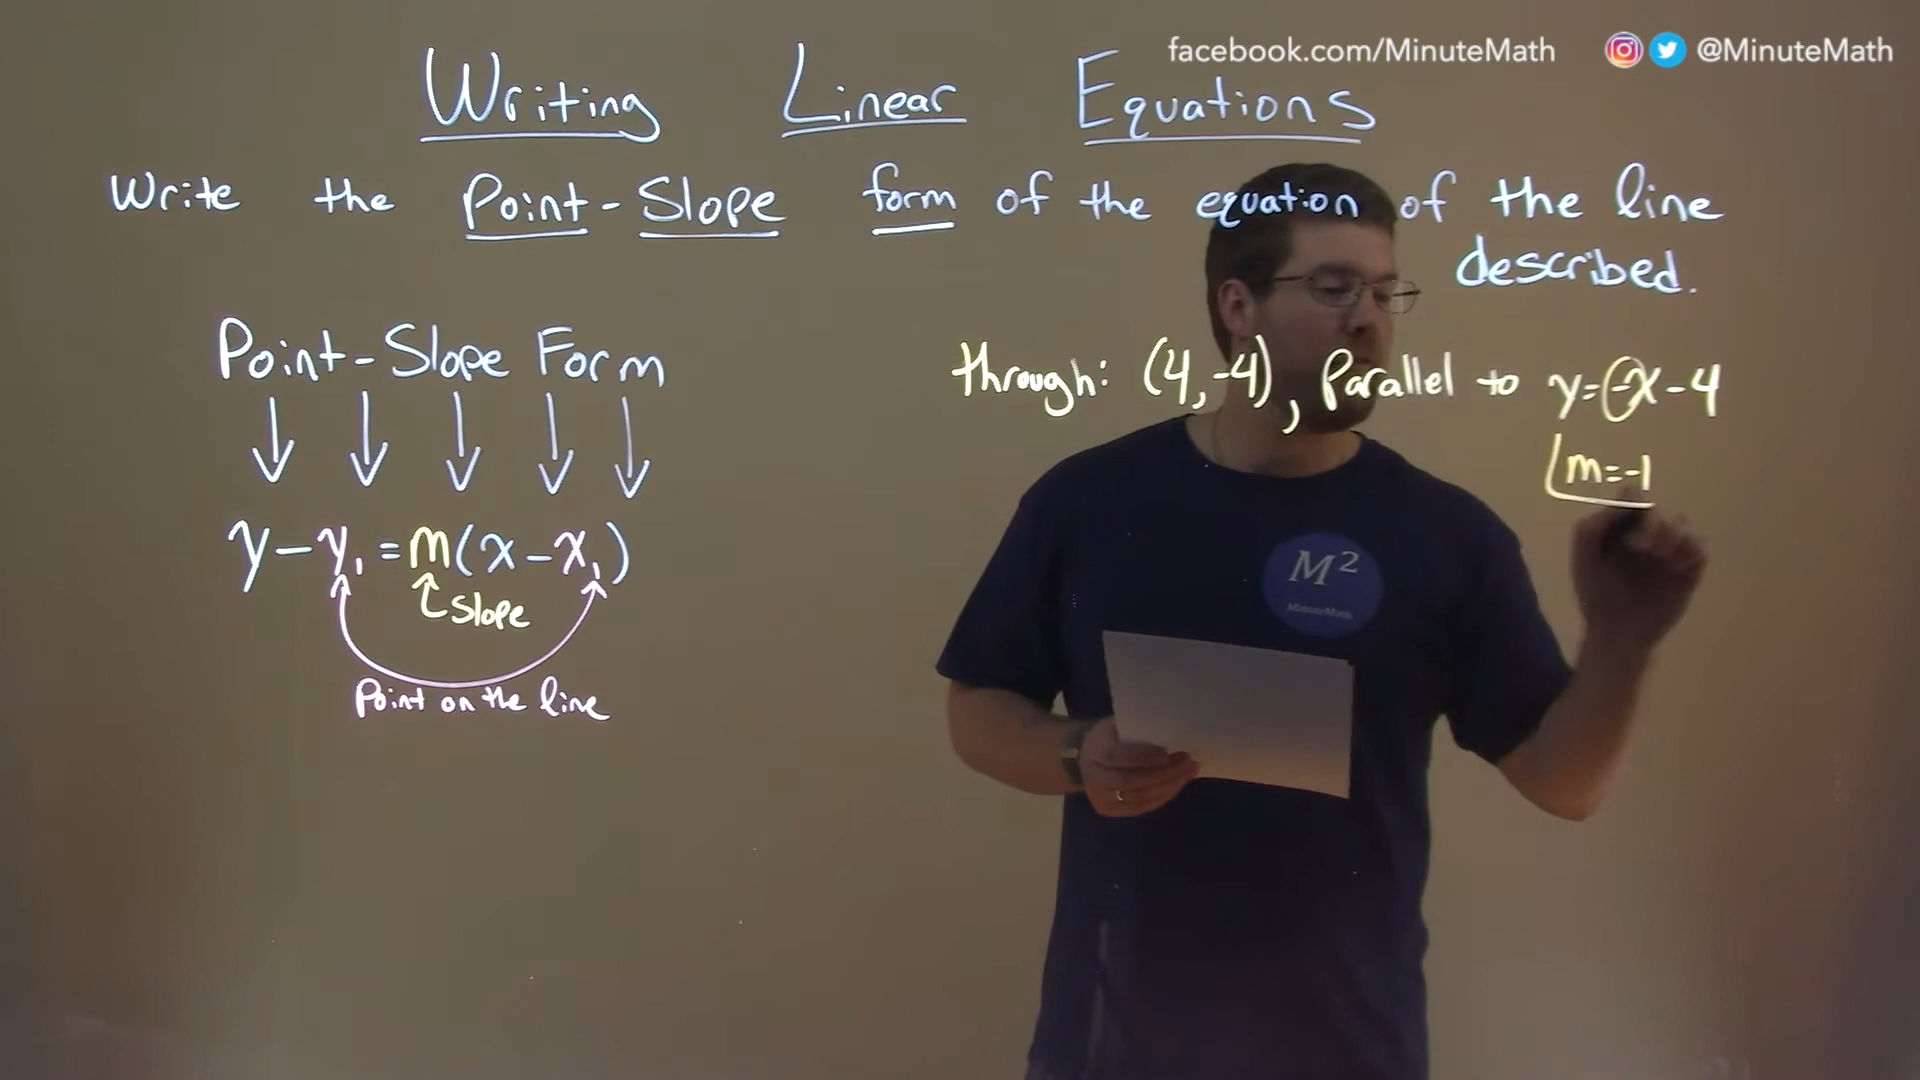 facebook.com/MinuteMath @MinuteMath
Writing Linear Equations
Write the Point-Slope form of the equation of the line
described.
Point-Slope Form
through: (4,-4), Parallel to y=-x-4
m=-1
y-y₁=m(x-x₁)
Slope
Point on the line
M²
MinuteMath